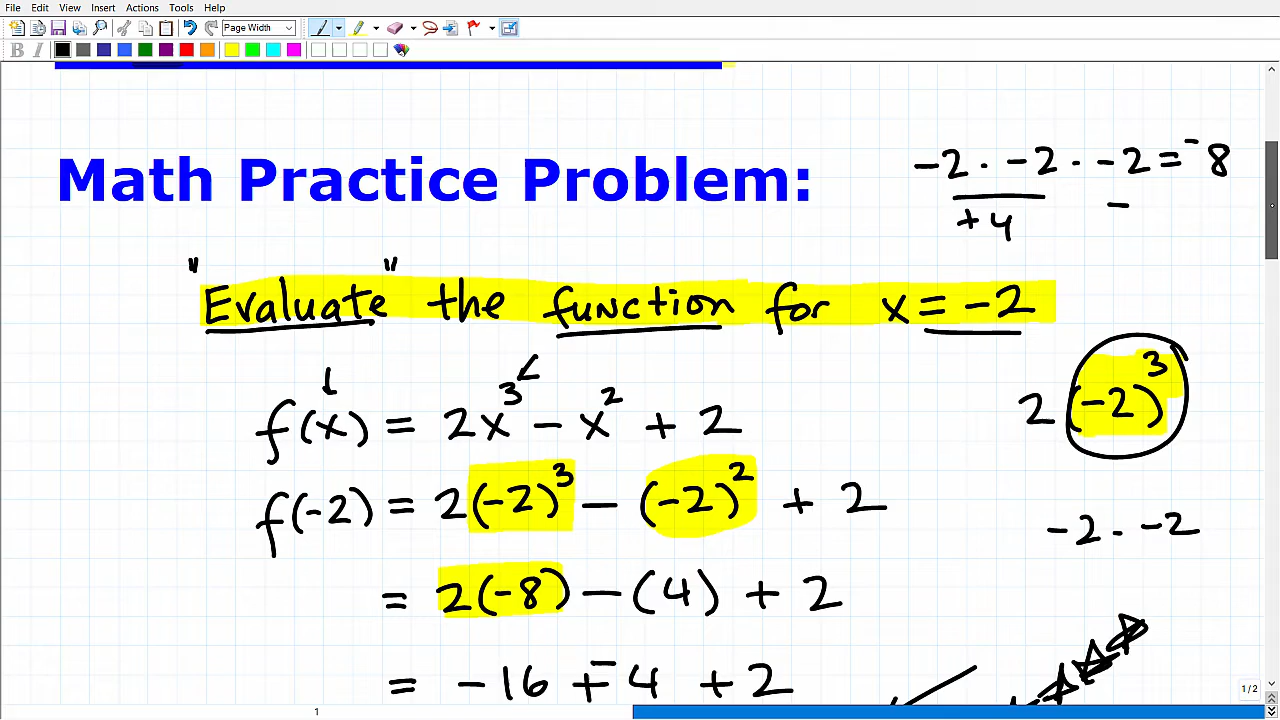 File Edit View Insert Actions Tools Help
Page Width
B I
Math Practice Problem:
-2 · -2 · -2 = ⁻8
+4 -
"Evaluate" the function for x = -2
f(x) = 2x³ - x² + 2
2(-2)³
f(-2) = 2(-2)³ - (-2)² + 2
-2 · -2
= 2(-8) - (4) + 2
= -16 + ⁻4 + 2
1/2
1